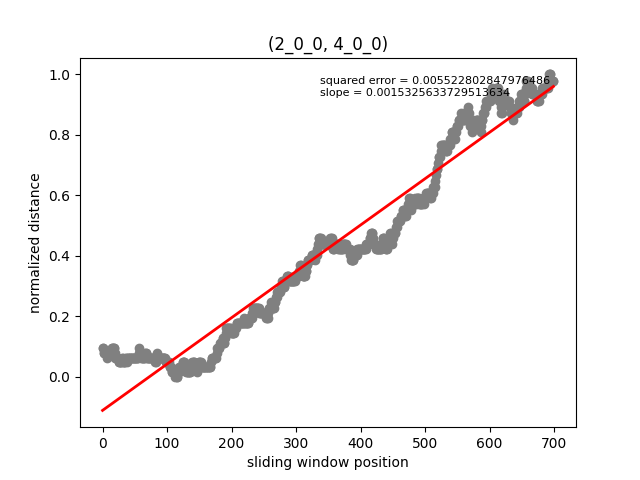 (2_0_0, 4_0_0)
squared error = 0.005522802847976486
slope = 0.0015325633729513634
normalized distance
1.0
0.8
0.6
0.4
0.2
0.0
0 100 200 300 400 500 600 700
sliding window position